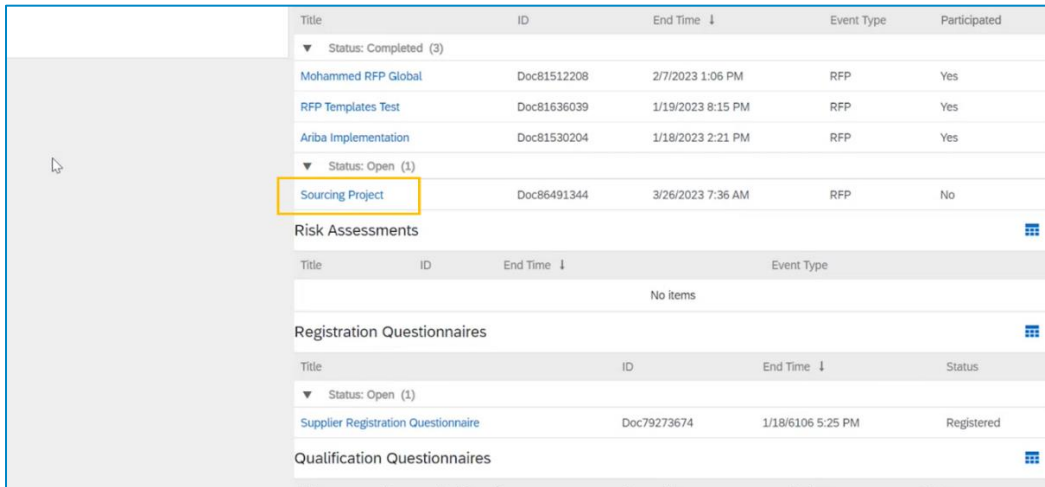 Title ID End Time ↓ Event Type Participated
▼ Status: Completed (3)
Mohammed RFP Global Doc81512208 2/7/2023 1:06 PM RFP Yes
RFP Templates Test Doc81636039 1/19/2023 8:15 PM RFP Yes
Ariba Implementation Doc81530204 1/18/2023 2:21 PM RFP Yes
▼ Status: Open (1)
Sourcing Project Doc86491344 3/26/2023 7:36 AM RFP No
Risk Assessments
Title ID End Time ↓ Event Type
No items
Registration Questionnaires
Title ID End Time ↓ Status
▼ Status: Open (1)
Supplier Registration Questionnaire Doc79273674 1/18/6106 5:25 PM Registered
Qualification Questionnaires